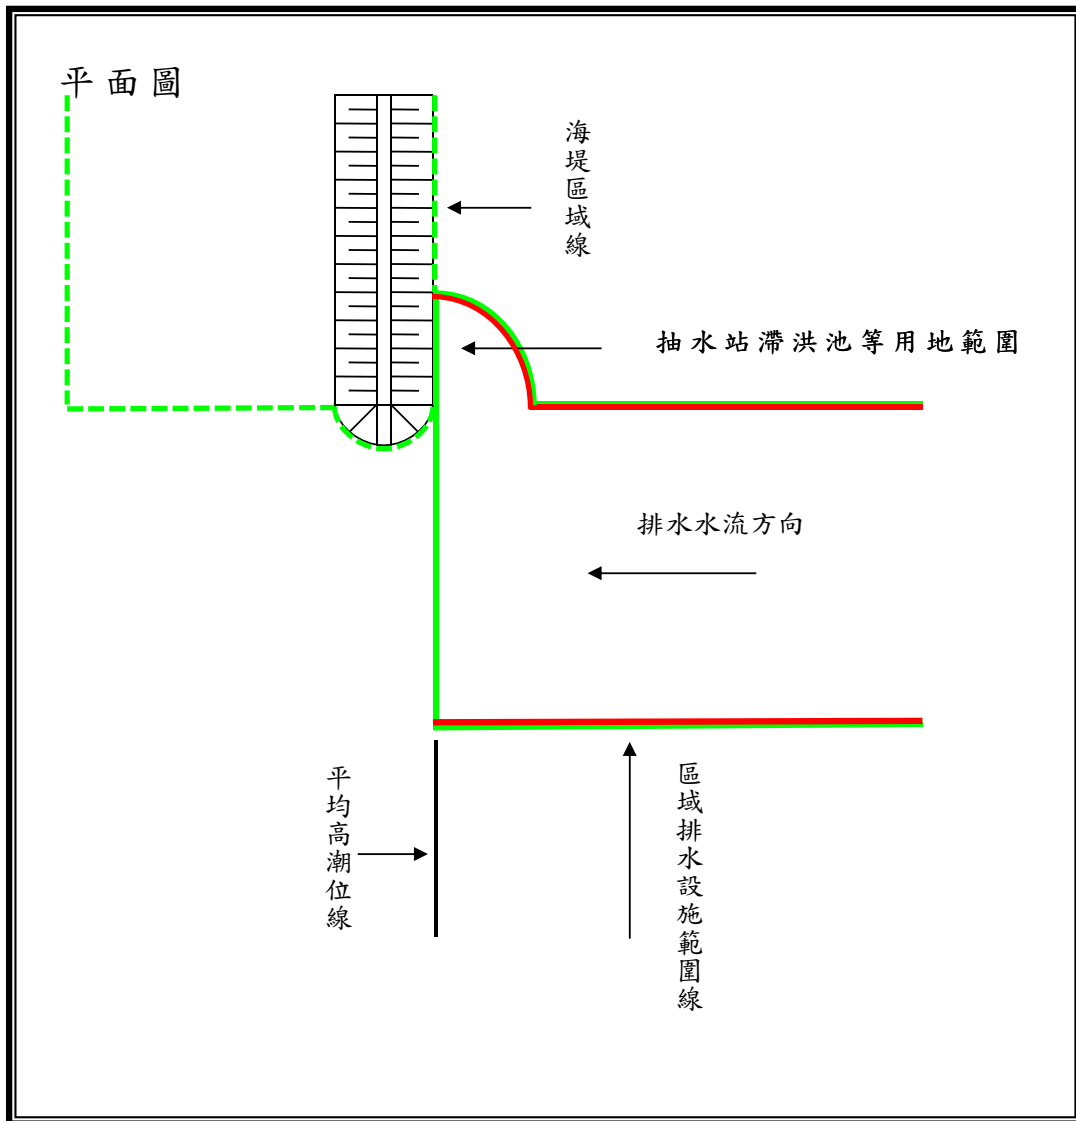 平面圖
海堤區域線
抽水站滯洪池等用地範圍
排水水流方向
平均高潮位線
區域排水設施範圍線